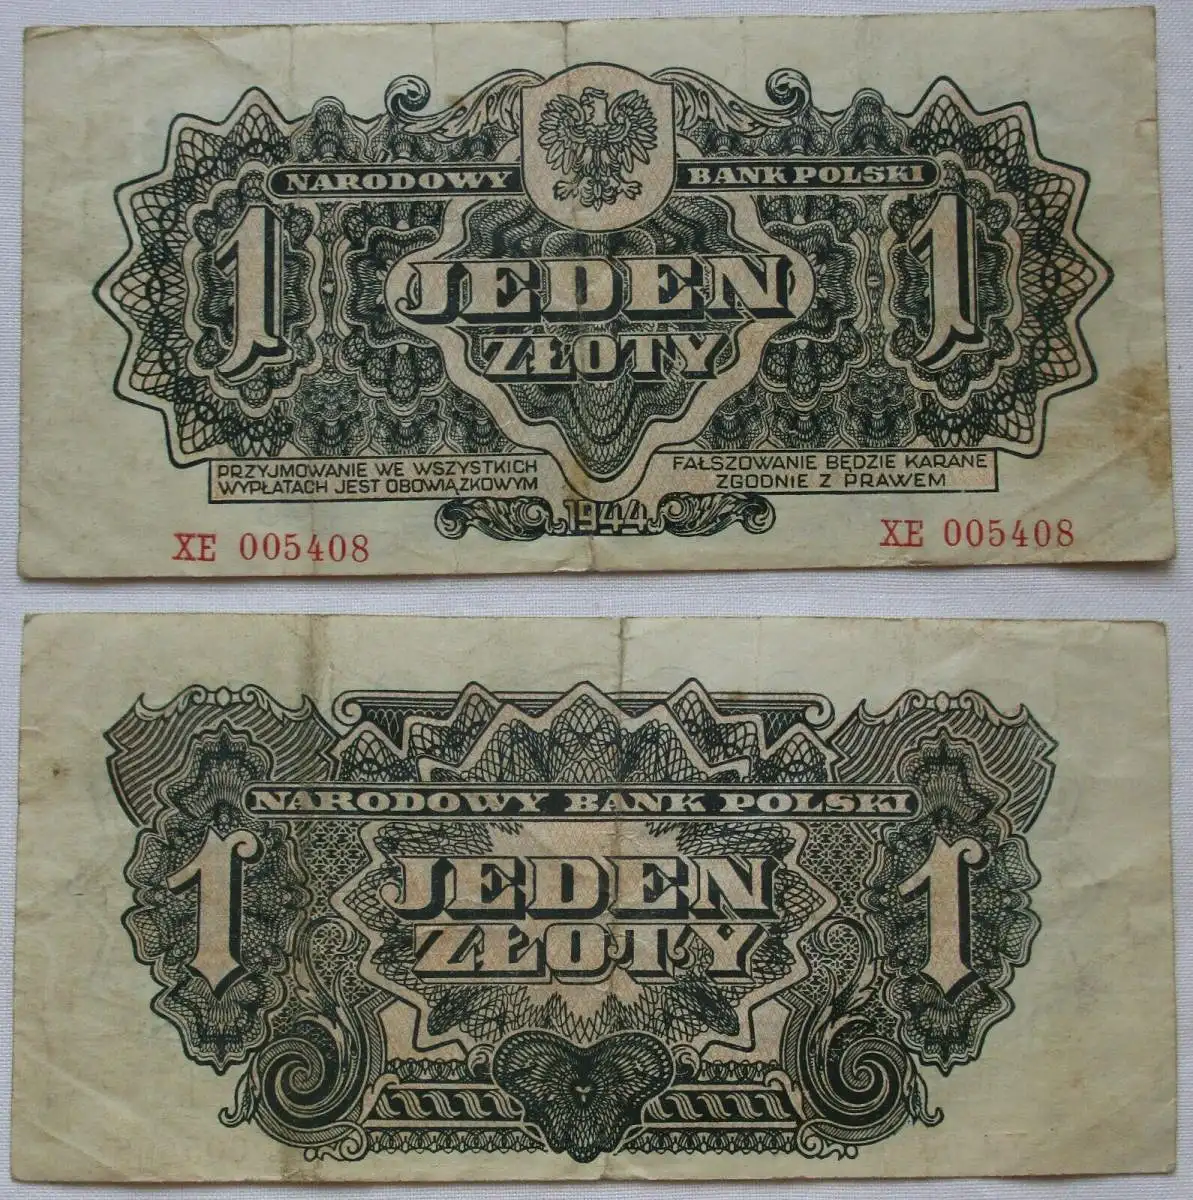 NARODOWY BANK POLSKI
1 1
JEDEN
ZŁOTY
PRZYJMOWANIE WE WSZYSTKICH
WYPŁATACH JEST OBOWIĄZKOWYM
FAŁSZOWANIE BĘDZIE KARANE
ZGODNIE Z PRAWEM
1944
XE 005408 XE 005408
NARODOWY BANK POLSKI
1 1
JEDEN
ZŁOTY